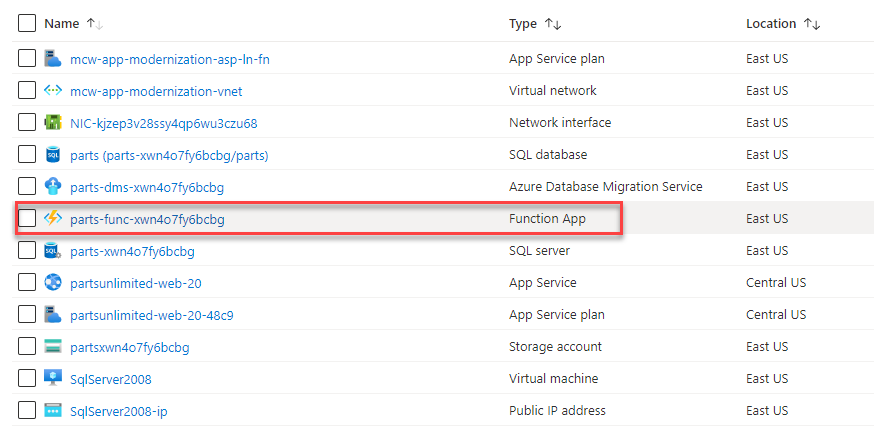 Name ↑↓ Type ↑↓ Location ↑↓
mcw-app-modernization-asp-ln-fn App Service plan East US
mcw-app-modernization-vnet Virtual network East US
NIC-kjzep3v28ssy4qp6wu3czu68 Network interface East US
SQL parts (parts-xwn4o7fy6bcbg/parts) SQL database East US
parts-dms-xwn4o7fy6bcbg Azure Database Migration Service East US
parts-func-xwn4o7fy6bcbg Function App East US
SQL parts-xwn4o7fy6bcbg SQL server East US
partsunlimited-web-20 App Service Central US
partsunlimited-web-20-48c9 App Service plan Central US
partsxwn4o7fy6bcbg Storage account East US
SqlServer2008 Virtual machine East US
SqlServer2008-ip Public IP address East US